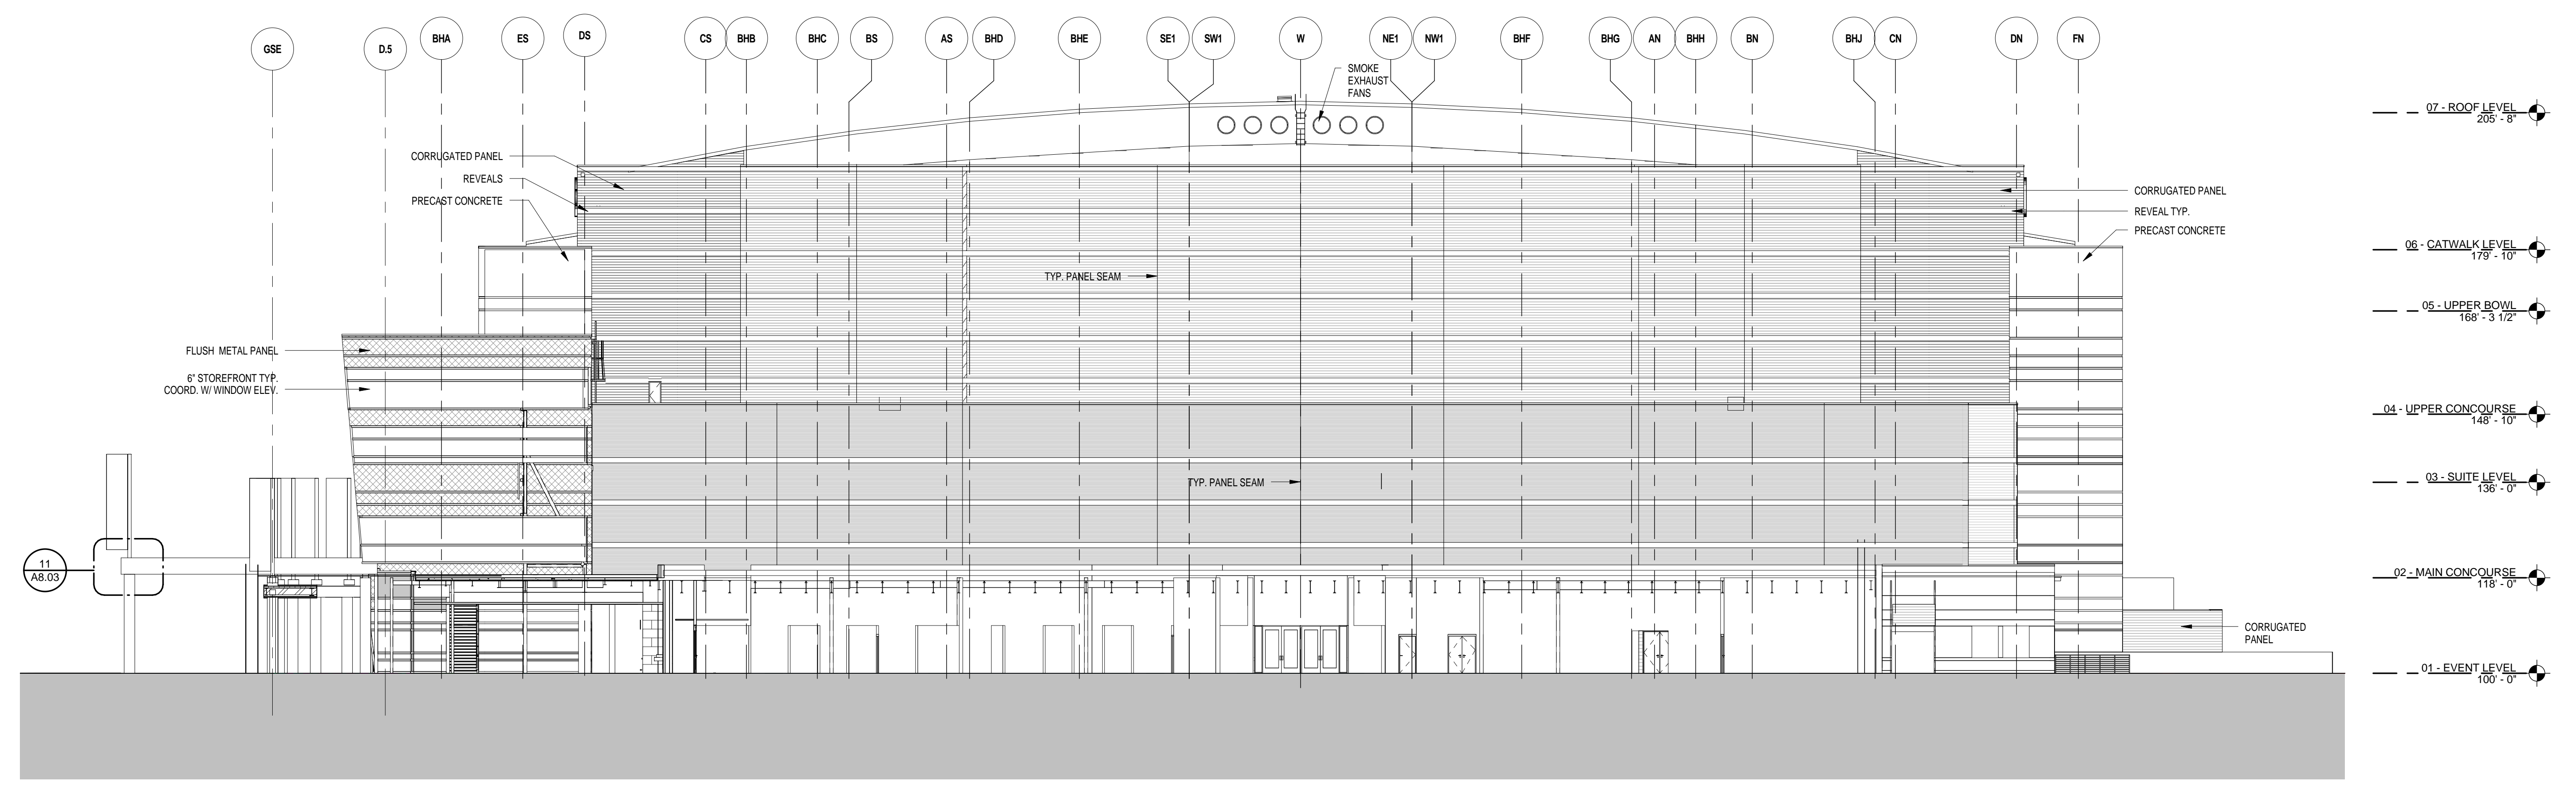 GSE
D.5
BHA
ES
DS
CS
BHB
BHC
BS
AS
BHD
BHE
SE1
SW1
W
NE1
NW1
BHF
BHG
AN
BHH
BN
BHJ
CN
DN
FN
SMOKE
EXHAUST
FANS
07 - ROOF LEVEL
205' - 8"
CORRUGATED PANEL
REVEALS
PRECAST CONCRETE
CORRUGATED PANEL
REVEAL TYP.
PRECAST CONCRETE
06 - CATWALK LEVEL
179' - 10"
TYP. PANEL SEAM
05 - UPPER BOWL
168' - 3 1/2"
FLUSH METAL PANEL
6" STOREFRONT TYP.
COORD. W/ WINDOW ELEV.
04 - UPPER CONCOURSE
148' - 10"
TYP. PANEL SEAM
03 - SUITE LEVEL
136' - 0"
11
A8.03
02 - MAIN CONCOURSE
118' - 0"
CORRUGATED
PANEL
01 - EVENT LEVEL
100' - 0"